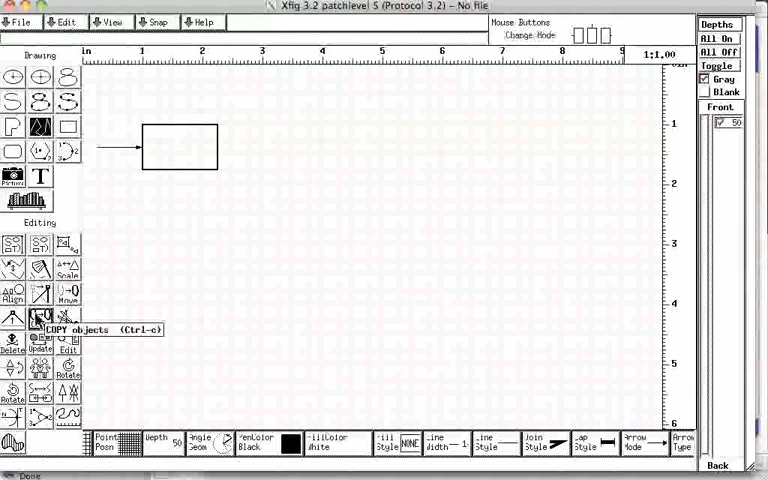 Xfig 3.2 patchlevel 5 (Protocol 3.2) – No file
File Edit View Snap Help
Mouse Buttons
Change Mode
Depths
All On
All Off
Toggle
Gray
Blank
Front
50
in 1 2 3 4 5 6 7 8 9
1:1.00
Drawing
Picture
T
Editing
Scale
Align
Move
COPY objects (Ctrl-c)
Delete
Update
Edit
Rotate
Rotate
1
2
3
4
5
6
Point Posn
Depth 50
Angle Geom
PenColor Black
FillColor White
Fill Style NONE
Line Width 1
Line Style
Join Style
Cap Style
Arrow Mode
Arrow Type
Back
Done